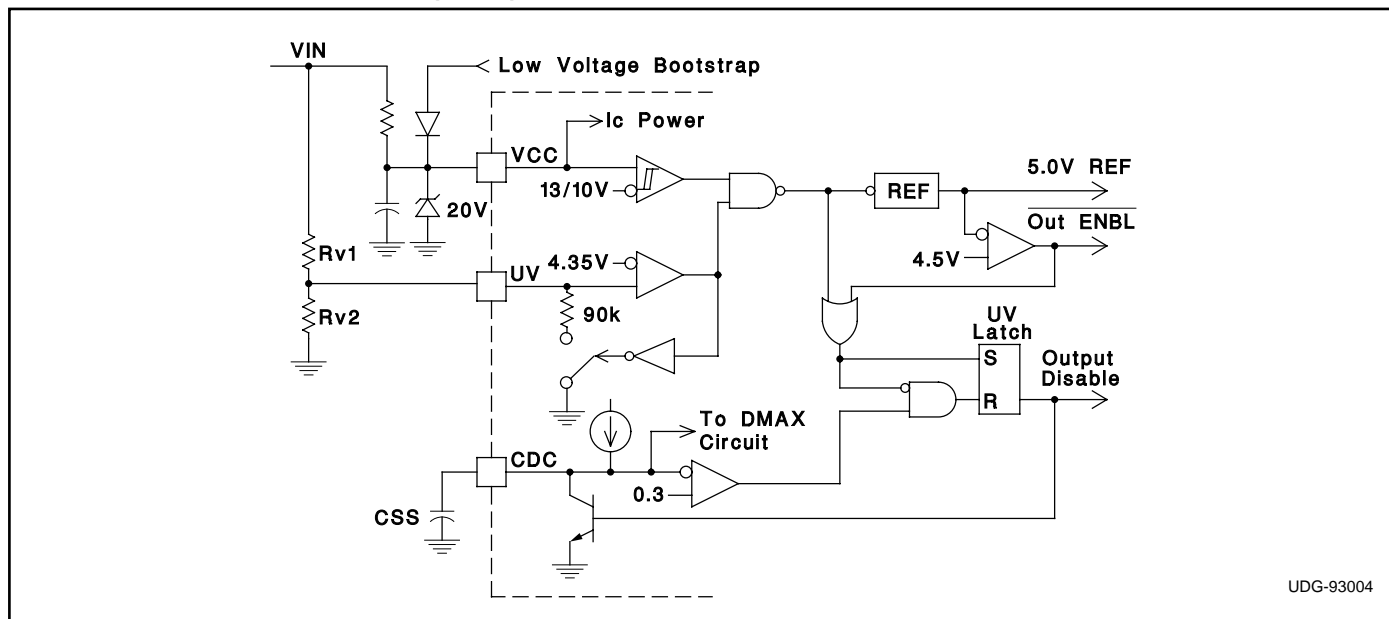 VIN
Low Voltage Bootstrap
Ic Power
VCC
13/10V
20V
REF
5.0V REF
Out ENBL
4.5V
Rv1
4.35V
UV
90k
Rv2
UV
Latch
S
R
Output
Disable
To DMAX
Circuit
CDC
0.3
CSS
UDG-93004